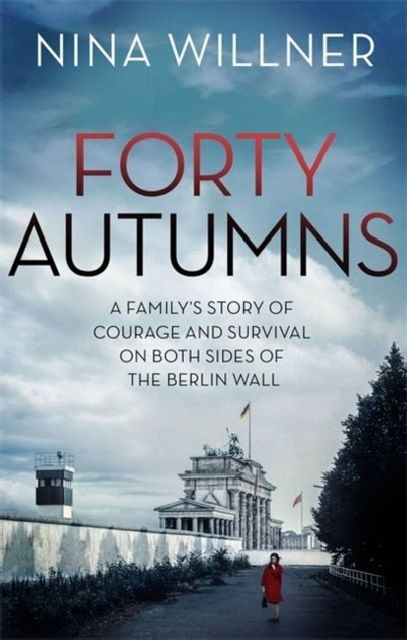 NINA WILLNER
FORTY
AUTUMNS
A FAMILY'S STORY OF
COURAGE AND SURVIVAL
ON BOTH SIDES OF
THE BERLIN WALL